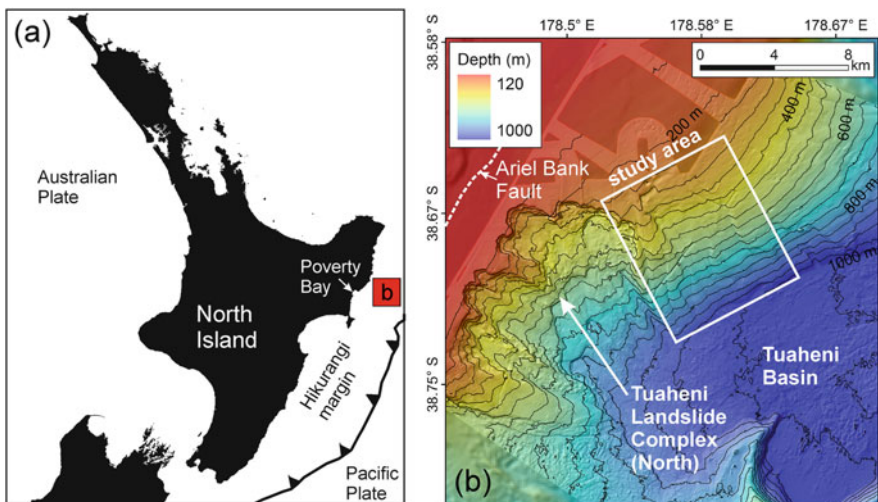 (a)
Australian
Plate
Poverty
Bay
b
North
Island
Hikurangi
margin
Pacific
Plate
178.5° E
178.58° E
178.67° E
38.58° S
38.67° S
38.75° S
Depth (m)
120
1000
0 4 8
km
200 m
400 m
600 m
800 m
1000 m
study area
Ariel Bank
Fault
Tuaheni
Basin
Tuaheni
Landslide
Complex
(North)
(b)